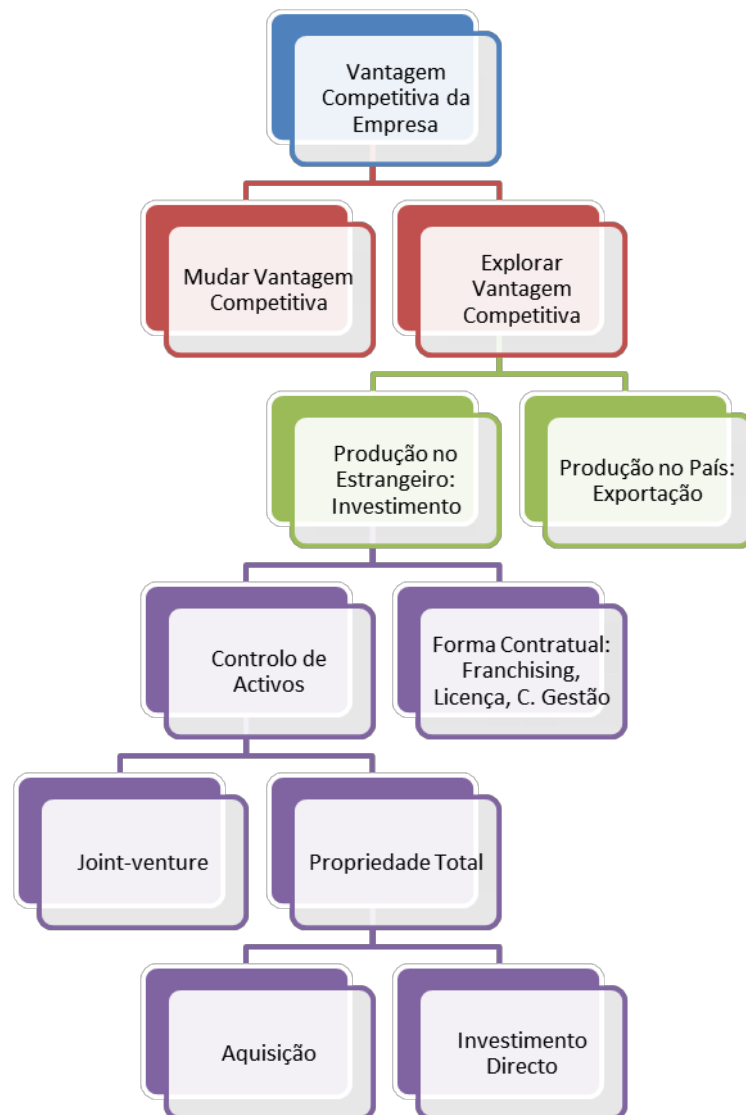 Vantagem
Competitiva da
Empresa
Mudar Vantagem
Competitiva
Explorar
Vantagem
Competitiva
Produção no
Estrangeiro:
Investimento
Produção no País:
Exportação
Controlo de
Activos
Forma Contratual:
Franchising,
Licença, C. Gestão
Joint-venture
Propriedade Total
Aquisição
Investimento
Directo